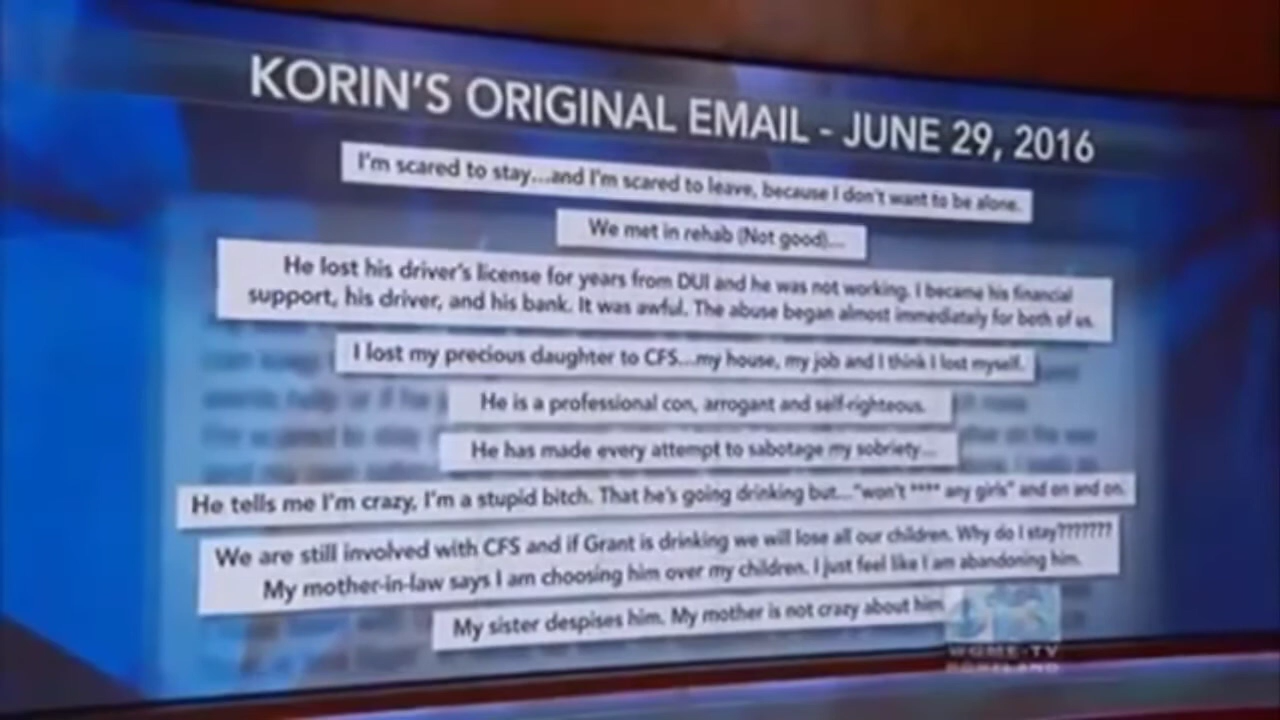 KORIN'S ORIGINAL EMAIL - JUNE 29, 2016
I'm scared to stay...and I'm scared to leave, because I don't want to be alone.
We met in rehab (Not good)...
He lost his driver's license for years from DUI and he was not working. I became his financial
support, his driver, and his bank. It was awful. The abuse began almost immediately for both of us.
I lost my precious daughter to CFS...my house, my job and I think I lost myself.
He is a professional con, arrogant and self-righteous.
He has made every attempt to sabotage my sobriety...
He tells me I'm crazy, I'm a stupid bitch. That he's going drinking but..."won't **** any girls" and on and on.
We are still involved with CFS and if Grant is drinking we will lose all our children. Why do I stay???????
My mother-in-law says I am choosing him over my children. I just feel like I am abandoning him.
My sister despises him. My mother is not crazy about him
WGME-TV